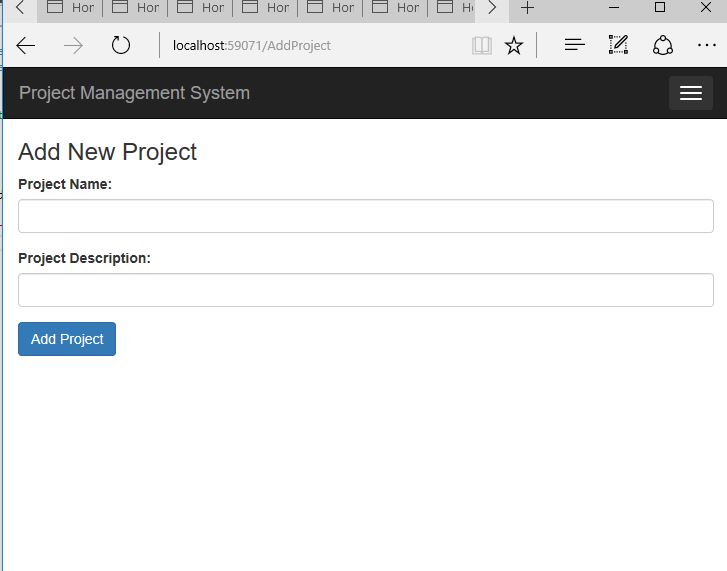 Hor Hor Hor Hor Hor Hor
localhost:59071/AddProject
Project Management System
Add New Project
Project Name:
Project Description:
Add Project